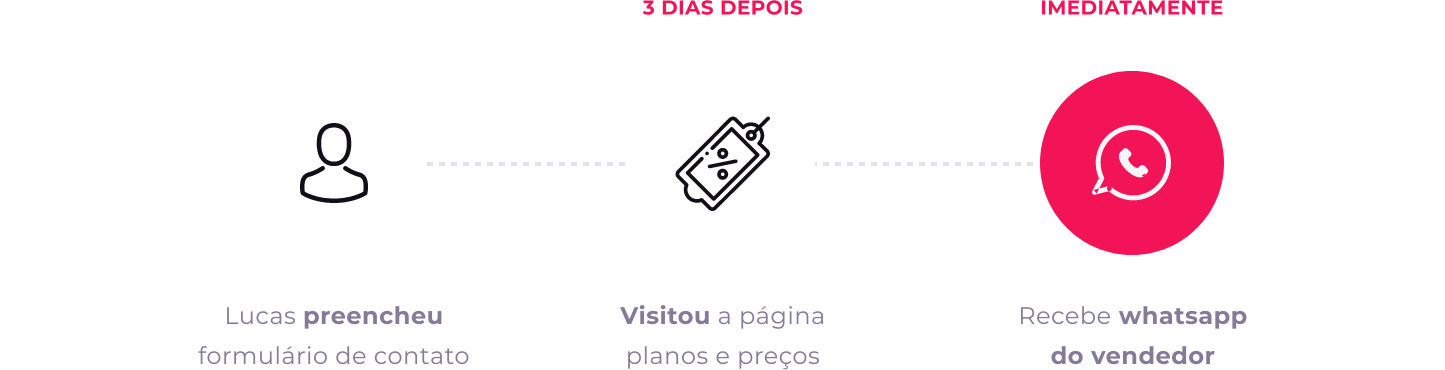 3 DIAS DEPOIS
IMEDIATAMENTE
Lucas preencheu
formulário de contato
Visitou a página
planos e preços
Recebe whatsapp
do vendedor